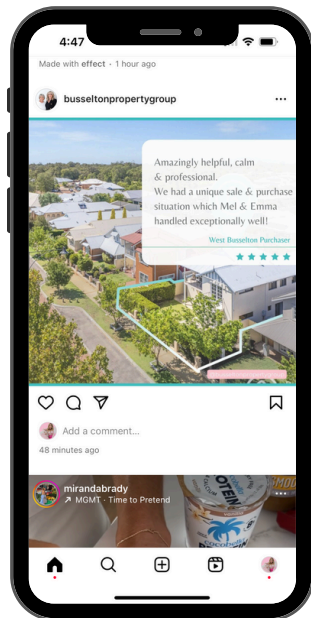 4:47
Made with effect · 1 hour ago
busseltonpropertygroup
Amazingly helpful, calm
& professional.
We had a unique sale & purchase
situation which Mel & Emma
handled exceptionally well!
West Busselton Purchaser
Add a comment...
48 minutes ago
mirandabrady
MGMT · Time to Pretend
OTEIN
cocobella